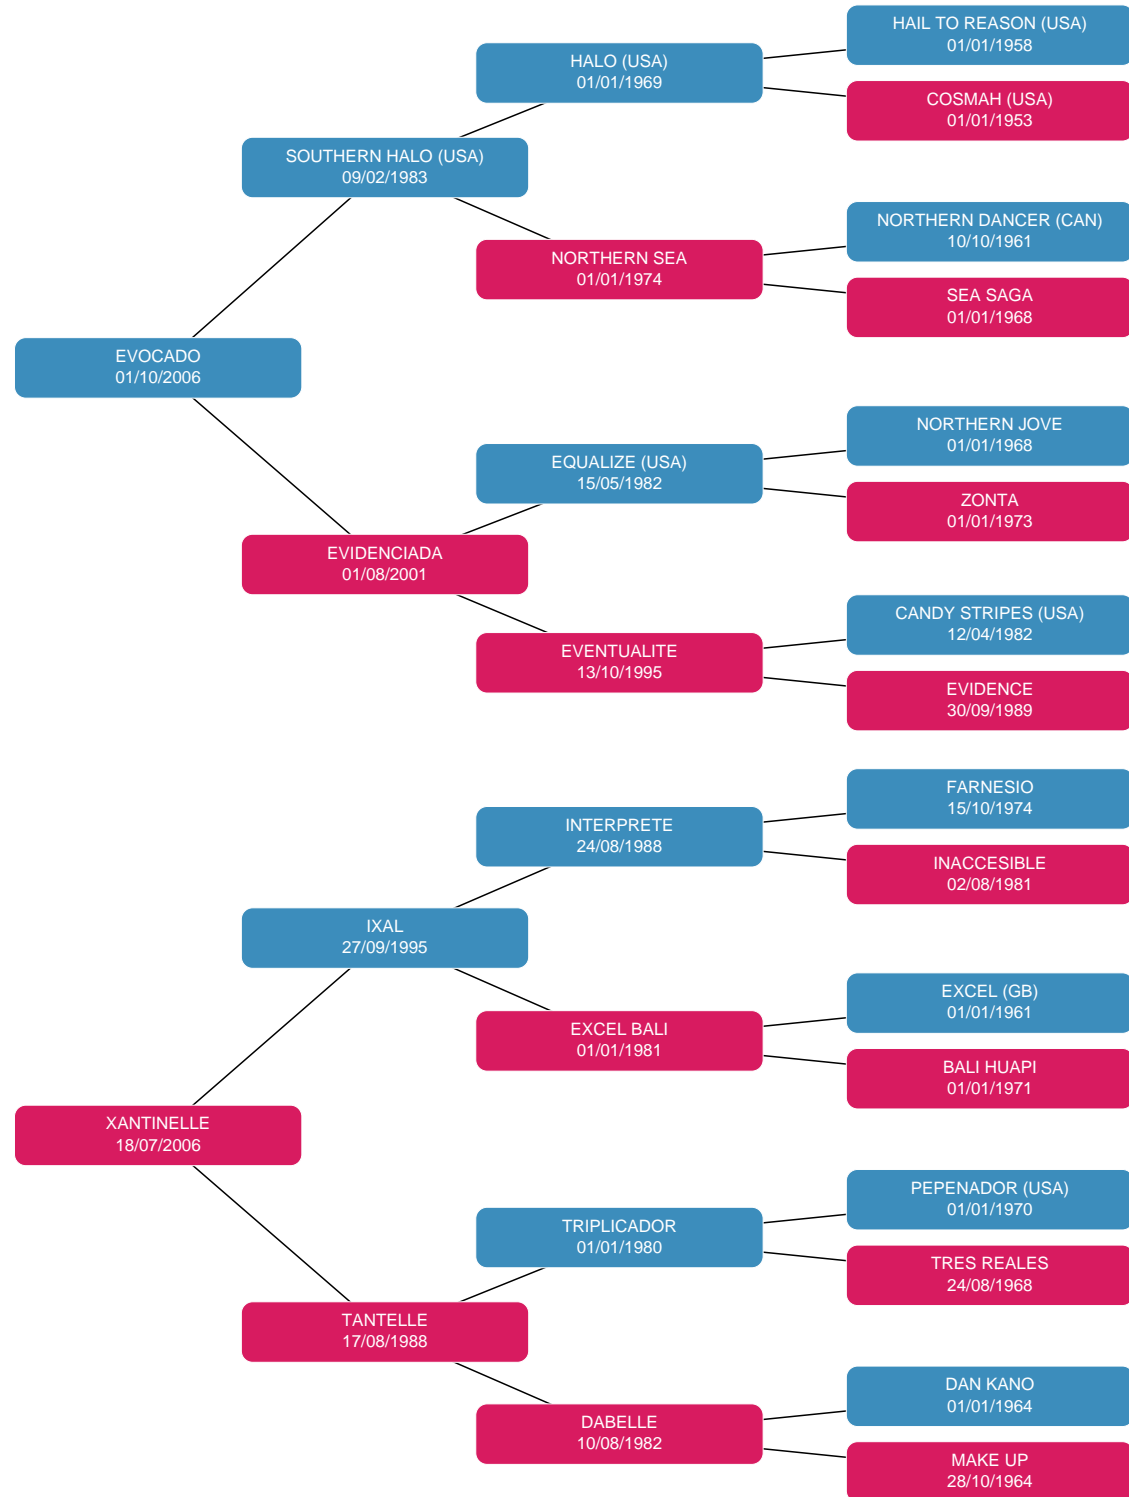 HAIL TO REASON (USA)
01/01/1958
HALO (USA)
01/01/1969
COSMAH (USA)
01/01/1953
SOUTHERN HALO (USA)
09/02/1983
NORTHERN DANCER (CAN)
10/10/1961
NORTHERN SEA
01/01/1974
SEA SAGA
01/01/1968
EVOCADO
01/10/2006
NORTHERN JOVE
01/01/1968
EQUALIZE (USA)
15/05/1982
ZONTA
01/01/1973
EVIDENCIADA
01/08/2001
CANDY STRIPES (USA)
12/04/1982
EVENTUALITE
13/10/1995
EVIDENCE
30/09/1989
FARNESIO
15/10/1974
INTERPRETE
24/08/1988
INACCESIBLE
02/08/1981
IXAL
27/09/1995
EXCEL (GB)
01/01/1961
EXCEL BALI
01/01/1981
BALI HUAPI
01/01/1971
XANTINELLE
18/07/2006
PEPENADOR (USA)
01/01/1970
TRIPLICADOR
01/01/1980
TRES REALES
24/08/1968
TANTELLE
17/08/1988
DAN KANO
01/01/1964
DABELLE
10/08/1982
MAKE UP
28/10/1964